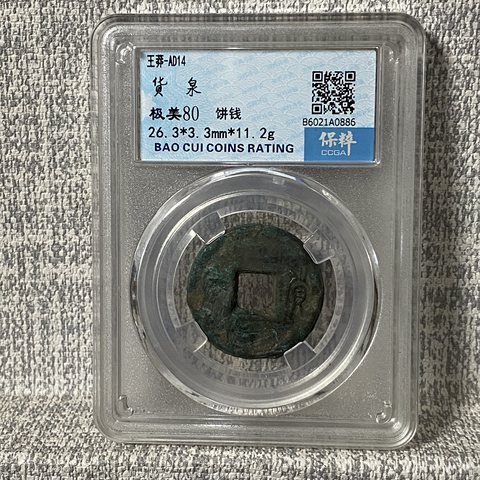 王莽-AD14
货 泉
极美80 饼钱
26.3*3.3mm*11.2g
BAO CUI COINS RATING
B6021A0886
保粹
CCGA